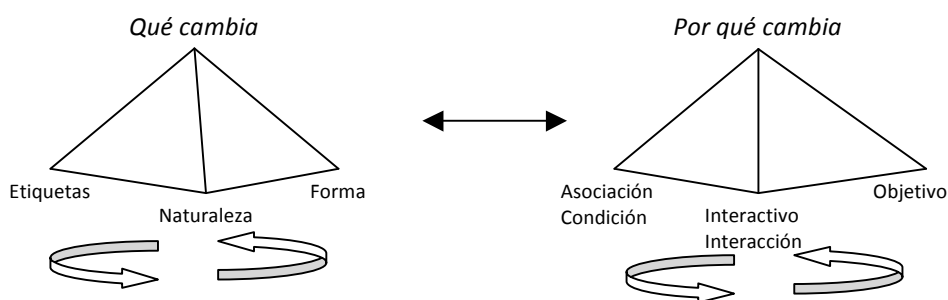 Qué cambia
Por qué cambia
Etiquetas
Forma
Naturaleza
Asociación
Condición
Interactivo
Interacción
Objetivo